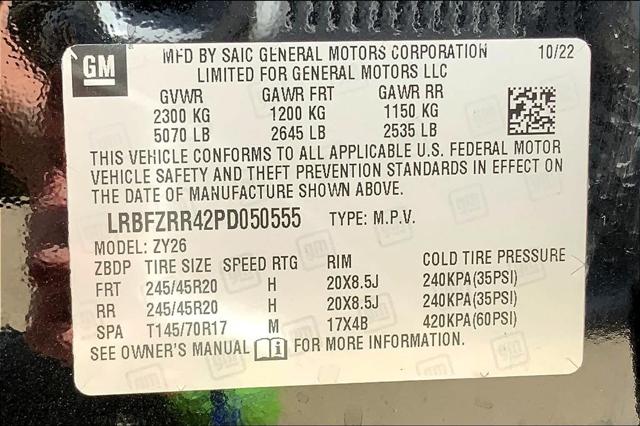 GM
MFD BY SAIC GENERAL MOTORS CORPORATION 10/22
LIMITED FOR GENERAL MOTORS LLC
GVWR GAWR FRT GAWR RR
2300 KG 1200 KG 1150 KG
5070 LB 2645 LB 2535 LB
THIS VEHICLE CONFORMS TO ALL APPLICABLE U.S. FEDERAL MOTOR
VEHICLE SAFETY AND THEFT PREVENTION STANDARDS IN EFFECT ON
THE DATE OF MANUFACTURE SHOWN ABOVE.
LRBFZRR42PD050555 TYPE: M.P.V.
MODEL: ZY26
ZBDP TIRE SIZE SPEED RTG RIM COLD TIRE PRESSURE
FRT 245/45R20 H 20X8.5J 240KPA(35PSI)
RR 245/45R20 H 20X8.5J 240KPA(35PSI)
SPA T145/70R17 M 17X4B 420KPA(60PSI)
SEE OWNER'S MANUAL FOR MORE INFORMATION.